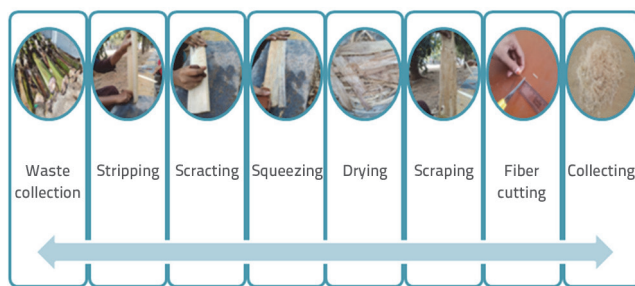 Waste
collection
Stripping
Scracting
Squeezing
Drying
Scraping
Fiber
cutting
Collecting